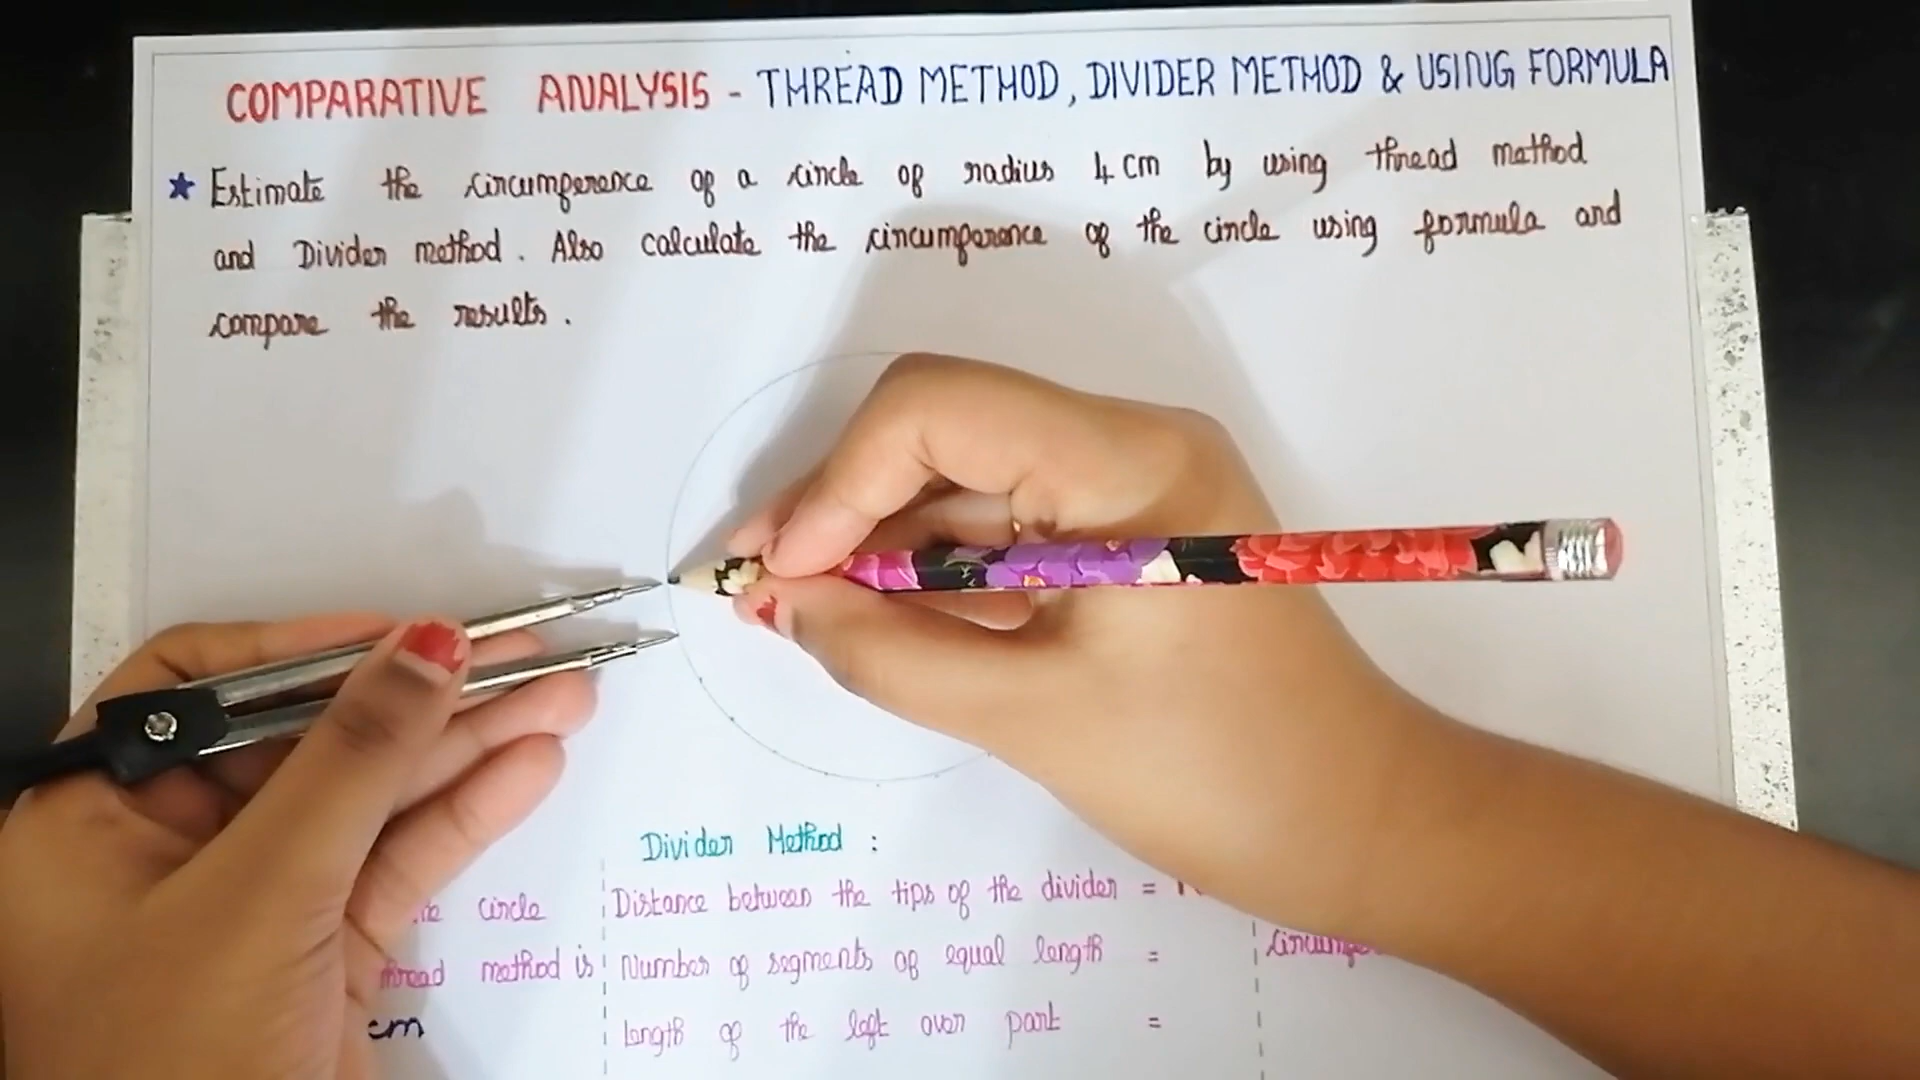 COMPARATIVE ANALYSIS - THREAD METHOD, DIVIDER METHOD & USING FORMULA
★ Estimate the circumference of a circle of radius 4 cm by using thread method
and Divider method. Also calculate the circumference of the circle using formula and
compare the results.
Divider Method :
circle
Distance between the tips of the divider =
method is
Number of segments of equal length =
cm
length of the left over part =